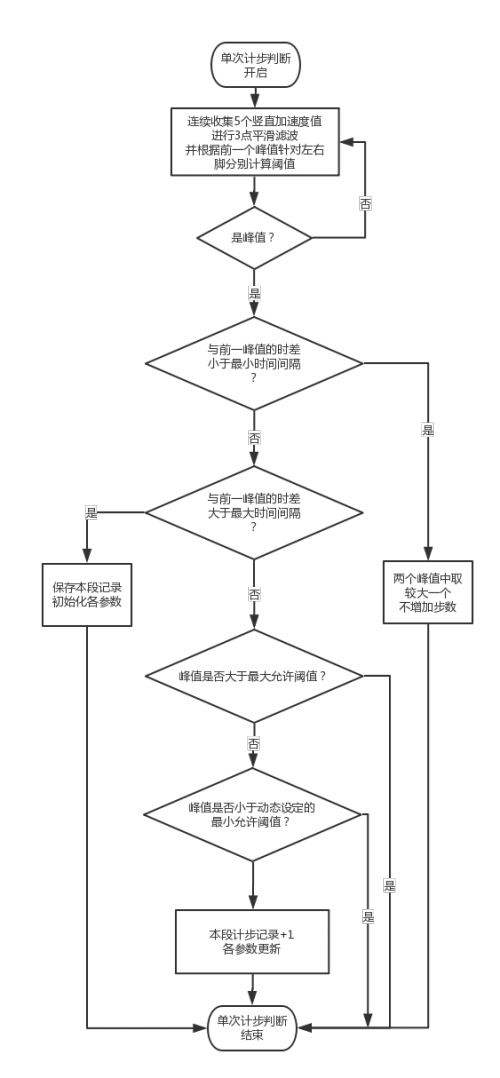 单次计步判断
开启
连续收集5个竖直加速度值
进行3点平滑滤波
并根据前一个峰值针对左右
脚分别计算阈值
否
是峰值？
是
与前一峰值的时差
小于最小时间间隔
？
是
否
与前一峰值的时差
大于最大时间间隔
？
是
保存本段记录
初始化各参数
两个峰值中取
较大一个
不增加步数
否
峰值是否大于最大允许阈值？
否
峰值是否小于动态设定的
最小允许阈值？
是
是
本段计步记录+1
各参数更新
单次计步判断
结束